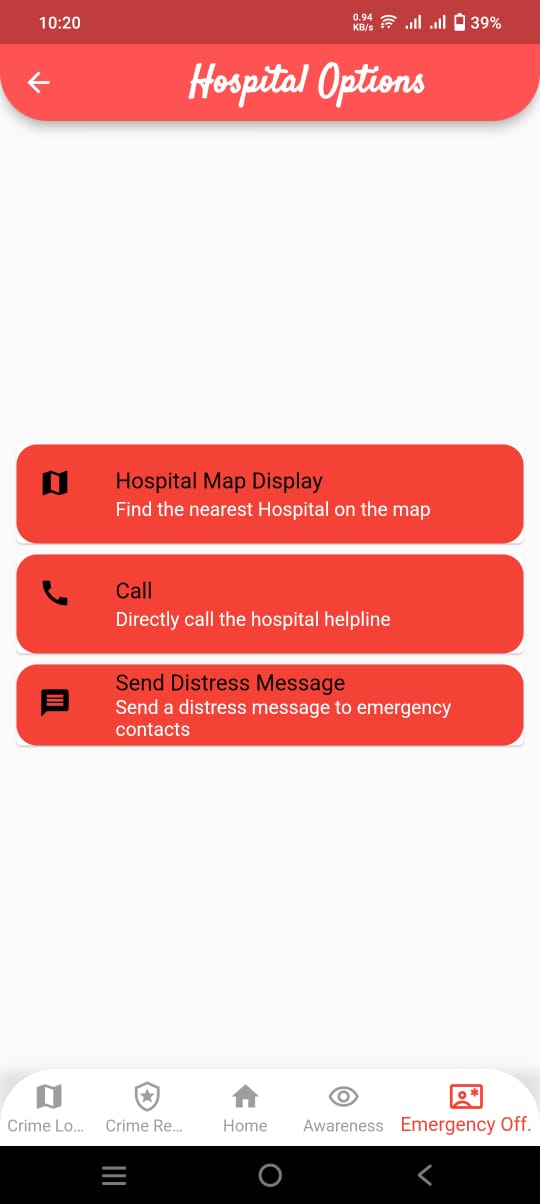 10:20
0.94
KB/s
39%
Hospital Options
Hospital Map Display
Find the nearest Hospital on the map
Call
Directly call the hospital helpline
Send Distress Message
Send a distress message to emergency
contacts
Crime Lo... Crime Re... Home Awareness Emergency Off.